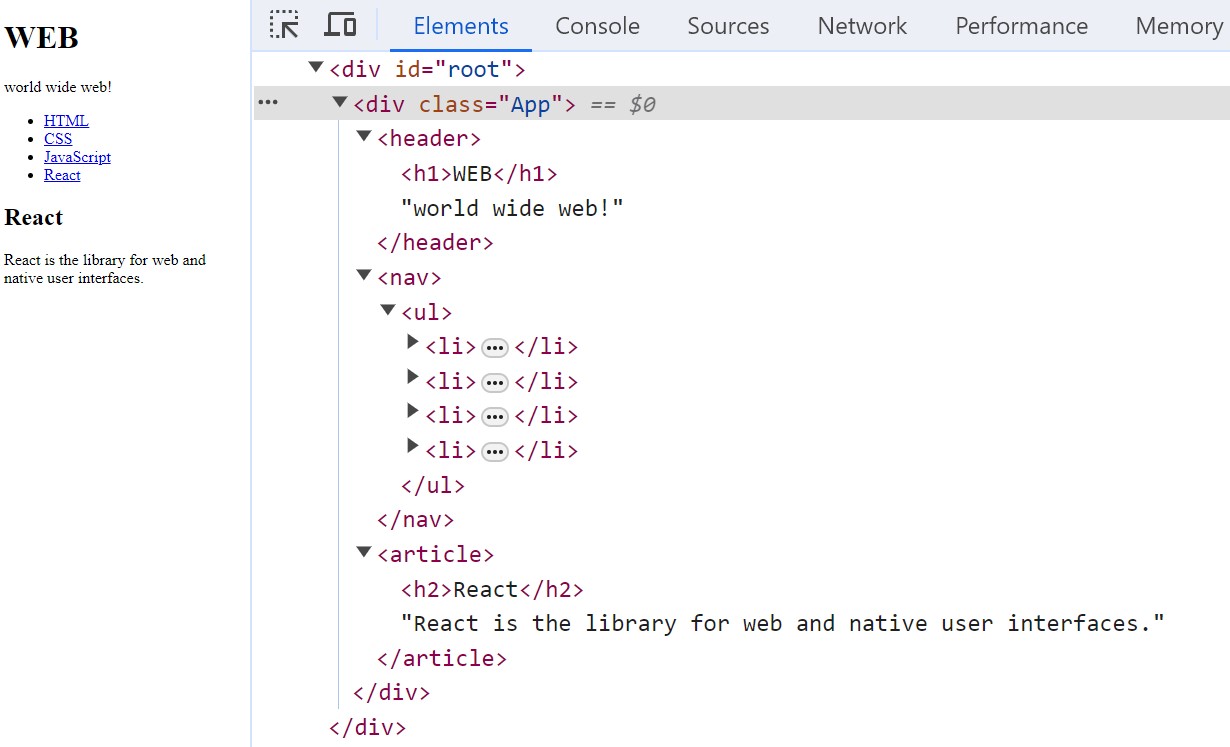 WEB
world wide web!
HTML
CSS
JavaScript
React
React
React is the library for web and
native user interfaces.
Elements Console Sources Network Performance Memory
<div id="root">
••• <div class="App"> == $0
<header>
<h1>WEB</h1>
"world wide web!"
</header>
<nav>
<ul>
<li>•••</li>
<li>•••</li>
<li>•••</li>
<li>•••</li>
</ul>
</nav>
<article>
<h2>React</h2>
"React is the library for web and native user interfaces."
</article>
</div>
</div>